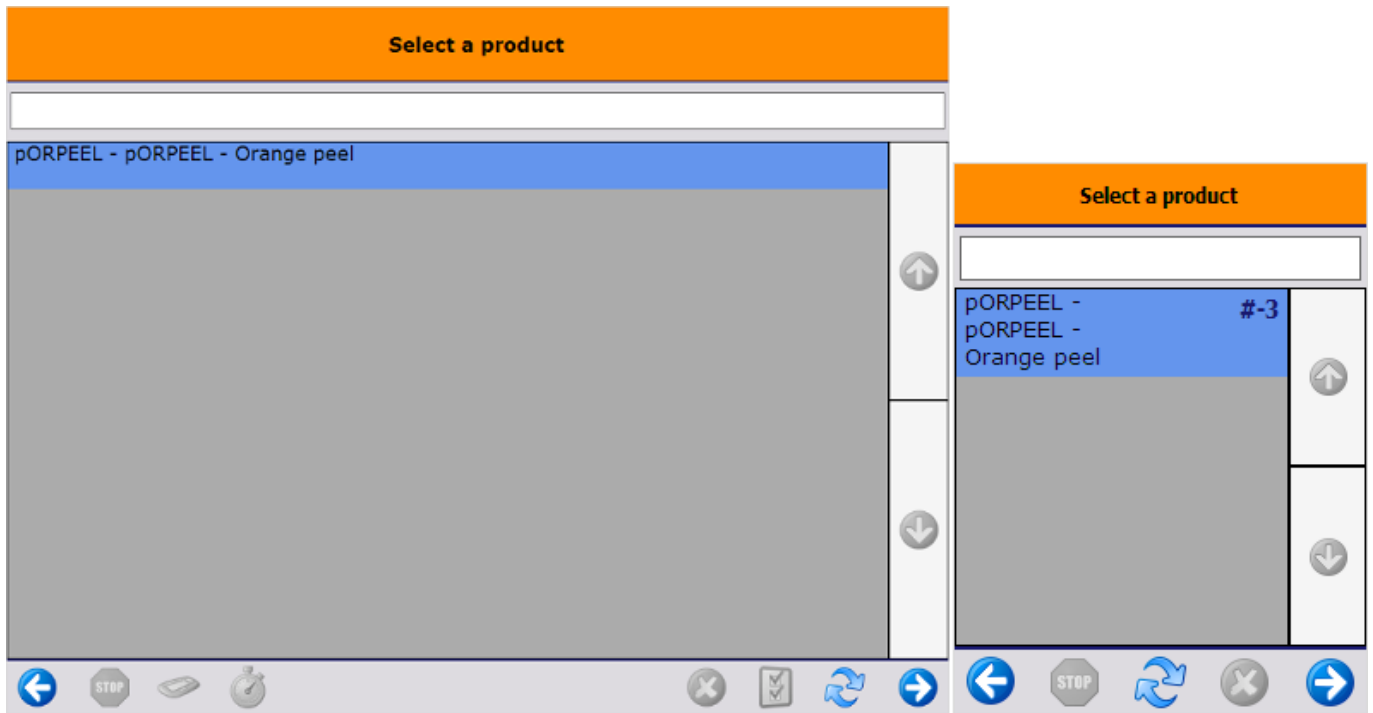 Select a product
pORPEEL - pORPEEL - Orange peel
STOP
Select a product
pORPEEL - #-3
pORPEEL -
Orange peel
STOP